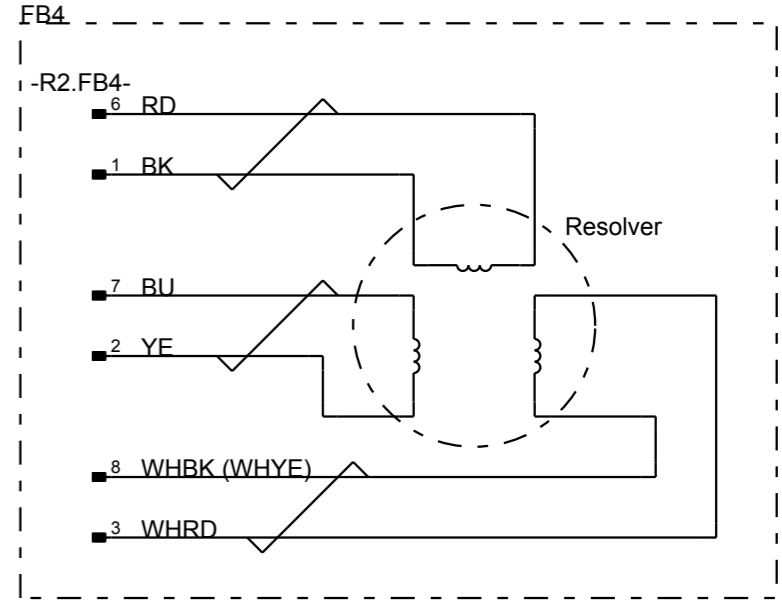 FB4
-R2.FB4-
6 RD
1 BK
Resolver
7 BU
2 YE
8 WHBK (WHYE)
3 WHRD